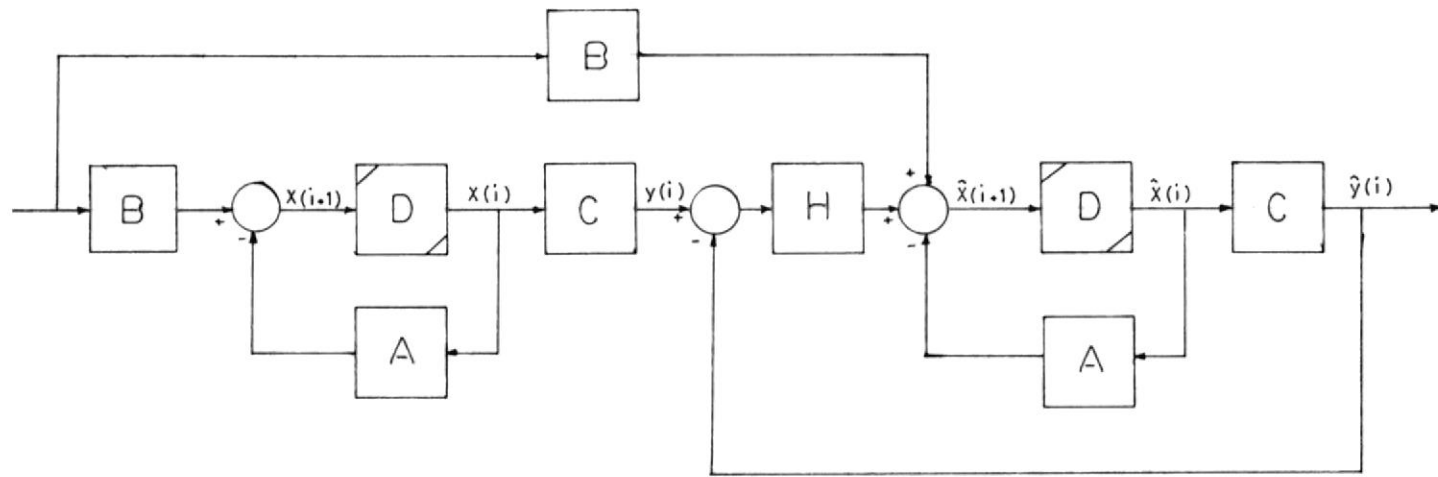 B
+
B
+
-
X(i+1)
D
X(i)
C
y(i)
+
-
H
+
-
x̂(i+1)
D
x̂(i)
C
ŷ(i)
A
A